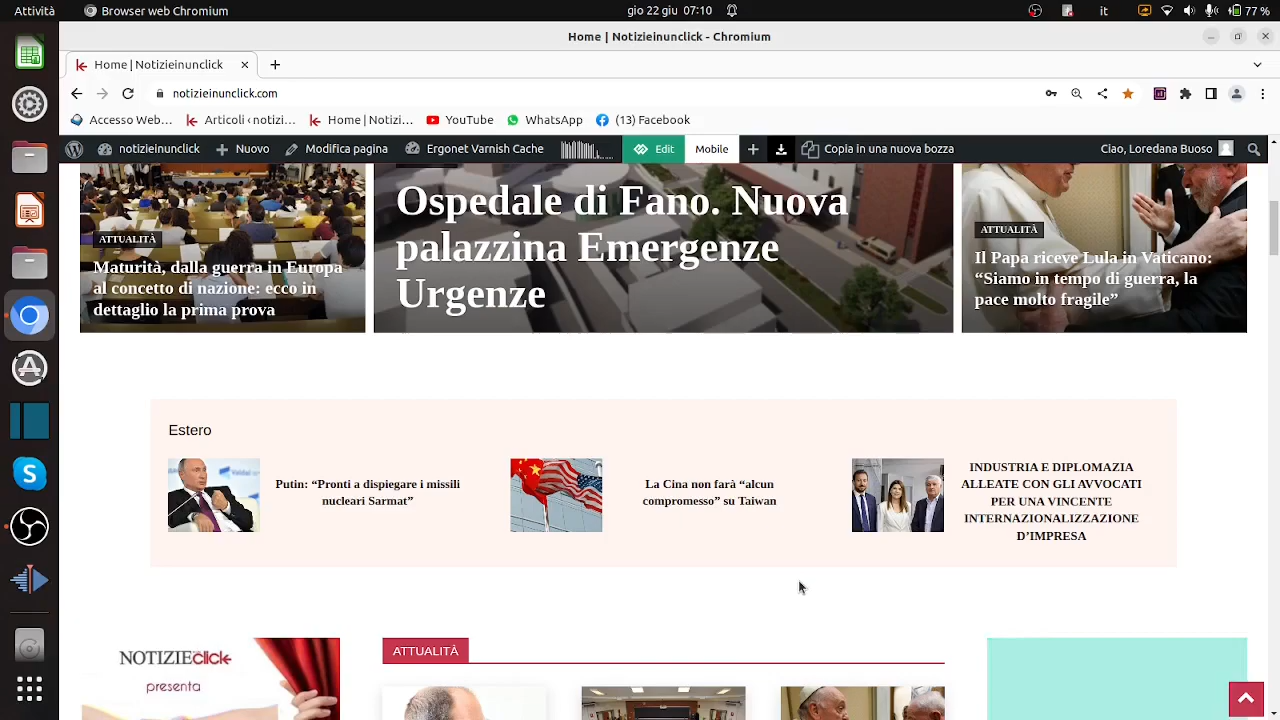 Attività
Browser web Chromium
gio 22 giu 07:10
it
77 %
Home | Notizieinunclick - Chromium
Home | Notizieinunclick
notizieinunclick.com
Accesso Web…
Articoli ‹ notizi…
Home | Notizi…
YouTube
WhatsApp
(13) Facebook
notizieinunclick
Nuovo
Modifica pagina
Ergonet Varnish Cache
Edit
Mobile
Copia in una nuova bozza
Ciao, Loredana Buoso
ATTUALITÀ
Maturità, dalla guerra in Europa
al concetto di nazione: ecco in
dettaglio la prima prova
Ospedale di Fano. Nuova
palazzina Emergenze
Urgenze
ATTUALITÀ
Il Papa riceve Lula in Vaticano:
“Siamo in tempo di guerra, la
pace molto fragile”
Estero
Putin: “Pronti a dispiegare i missili
nucleari Sarmat”
La Cina non farà “alcun
compromesso” su Taiwan
INDUSTRIA E DIPLOMAZIA
ALLEATE CON GLI AVVOCATI
PER UNA VINCENTE
INTERNAZIONALIZZAZIONE
D’IMPRESA
NOTIZIEclick
presenta
ATTUALITÀ